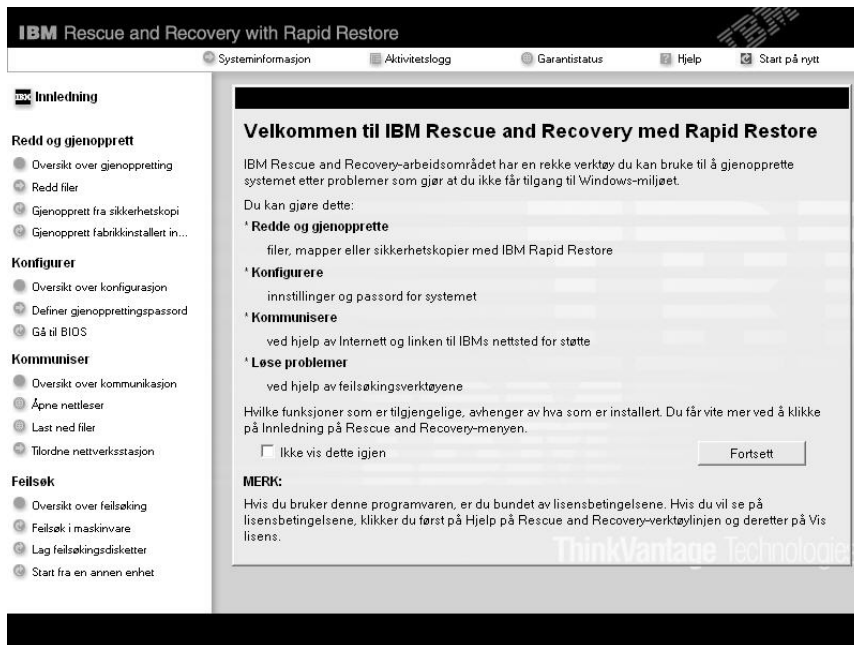 IBM Rescue and Recovery with Rapid Restore
IBM
Systeminformasjon
Aktivitetslogg
Garantistatus
Hjelp
Start på nytt
Innledning
Redd og gjenopprett
Oversikt over gjenoppretting
Redd filer
Gjenopprett fra sikkerhetskopi
Gjenopprett fabrikkinstallert in...
Konfigurer
Oversikt over konfigurasjon
Definer gjenopprettingspassord
Gå til BIOS
Kommuniser
Oversikt over kommunikasjon
Åpne nettleser
Last ned filer
Tilordne nettverksstasjon
Feilsøk
Oversikt over feilsøking
Feilsøk i maskinvare
Lag feilsøkingsdisketter
Start fra en annen enhet
Velkommen til IBM Rescue and Recovery med Rapid Restore
IBM Rescue and Recovery-arbeidsområdet har en rekke verktøy du kan bruke til å gjenopprette
systemet etter problemer som gjør at du ikke får tilgang til Windows-miljøet.
Du kan gjøre dette:
* Redde og gjenopprette
filer, mapper eller sikkerhetskopier med IBM Rapid Restore
* Konfigurere
innstillinger og passord for systemet
* Kommunisere
ved hjelp av Internett og linken til IBMs nettsted for støtte
* Løse problemer
ved hjelp av feilsøkingsverktøyene
Hvilke funksjoner som er tilgjengelige, avhenger av hva som er installert. Du får vite mer ved å klikke
på Innledning på Rescue and Recovery-menyen.
Ikke vis dette igjen
Fortsett
MERK:
Hvis du bruker denne programvaren, er du bundet av lisensbetingelsene. Hvis du vil se på
lisensbetingelsene, klikker du først på Hjelp på Rescue and Recovery-verktøylinjen og deretter på Vis
lisens.
ThinkVantage Technologie